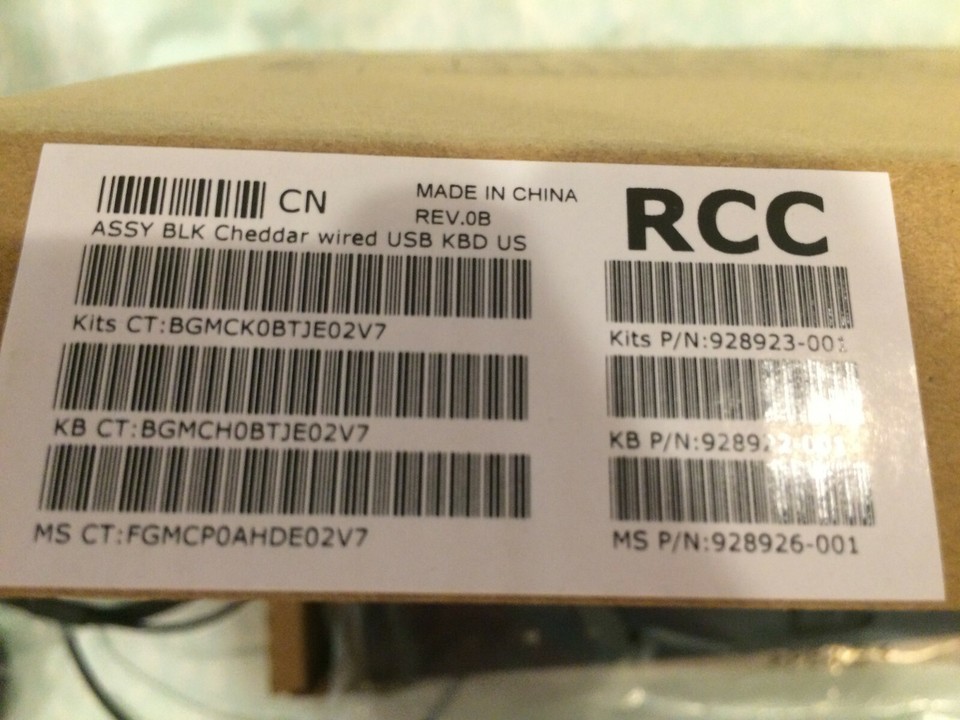 CN
MADE IN CHINA
REV.0B
RCC
ASSY BLK Cheddar wired USB KBD US
Kits CT:BGMCK0BTJE02V7
Kits P/N:928923-001
KB CT:BGMCH0BTJE02V7
KB
MS CT:FGMCP0AHDE02V7
MS P/N:928926-001